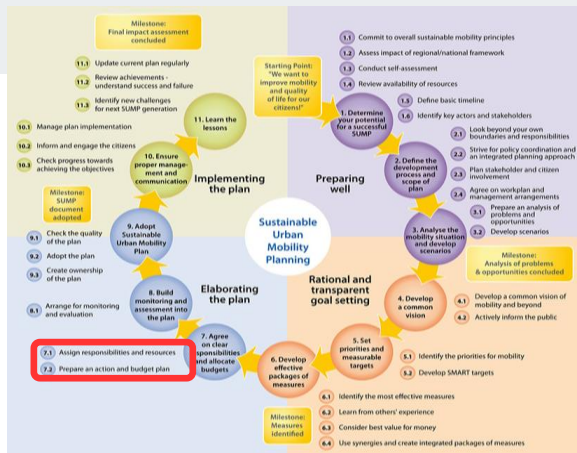 Milestone:
Final impact assessment
concluded
11.1 Update current plan regularly
11.2 Review achievements -
understand success and failure
11.3 Identify new challenges
for next SUMP generation
Starting Point:
"We want to
improve mobility
and quality
of life for our
citizens!"
1.1 Commit to overall sustainable mobility principles
1.2 Assess impact of regional/national framework
1.3 Conduct self-assessment
1.4 Review availability of resources
1.5 Define basic timeline
1.6 Identify key actors and stakeholders
11. Learn the
lessons
1. Determine
your potential
for a successful
SUMP
10.1 Manage plan implementation
10.2 Inform and engage the citizens
10.3 Check progress towards
achieving the objectives
10. Ensure
proper manage-
ment and
communication
Implementing
the plan
Preparing
well
2. Define the
development
process and
scope of
plan
2.1 Look beyond your own
boundaries and responsibilities
2.2 Strive for policy coordination and
an integrated planning approach
2.3 Plan stakeholder and citizen
involvement
2.4 Agree on workplan and
management arrangements
Milestone:
SUMP
document
adopted
9. Adopt
Sustainable
Urban Mobility
Plan
Sustainable
Urban
Mobility
Planning
3. Analyse the
mobility situation
and develop
scenarios
3.1 Prepare an analysis of
problems and
opportunities
3.2 Develop scenarios
9.1 Check the quality
of the plan
9.2 Adopt the plan
9.3 Create ownership
of the plan
Milestone:
Analysis of problems
& opportunities concluded
8. Build
monitoring and
assessment into
the plan
Elaborating
the plan
Rational and
transparent
goal setting
4. Develop
a common
vision
4.1 Develop a common vision of
mobility and beyond
4.2 Actively inform the public
8.1 Arrange for monitoring
and evaluation
7. Agree
on clear
responsibilities
and allocate
budgets
5. Set
priorities and
measurable
targets
7.1 Assign responsibilities and resources
7.2 Prepare an action and budget plan
6. Develop
effective
packages of
measures
5.1 Identify the priorities for mobility
5.2 Develop SMART targets
Milestone:
Measures
identified
6.1 Identify the most effective measures
6.2 Learn from others' experience
6.3 Consider best value for money
6.4 Use synergies and create integrated packages of measures